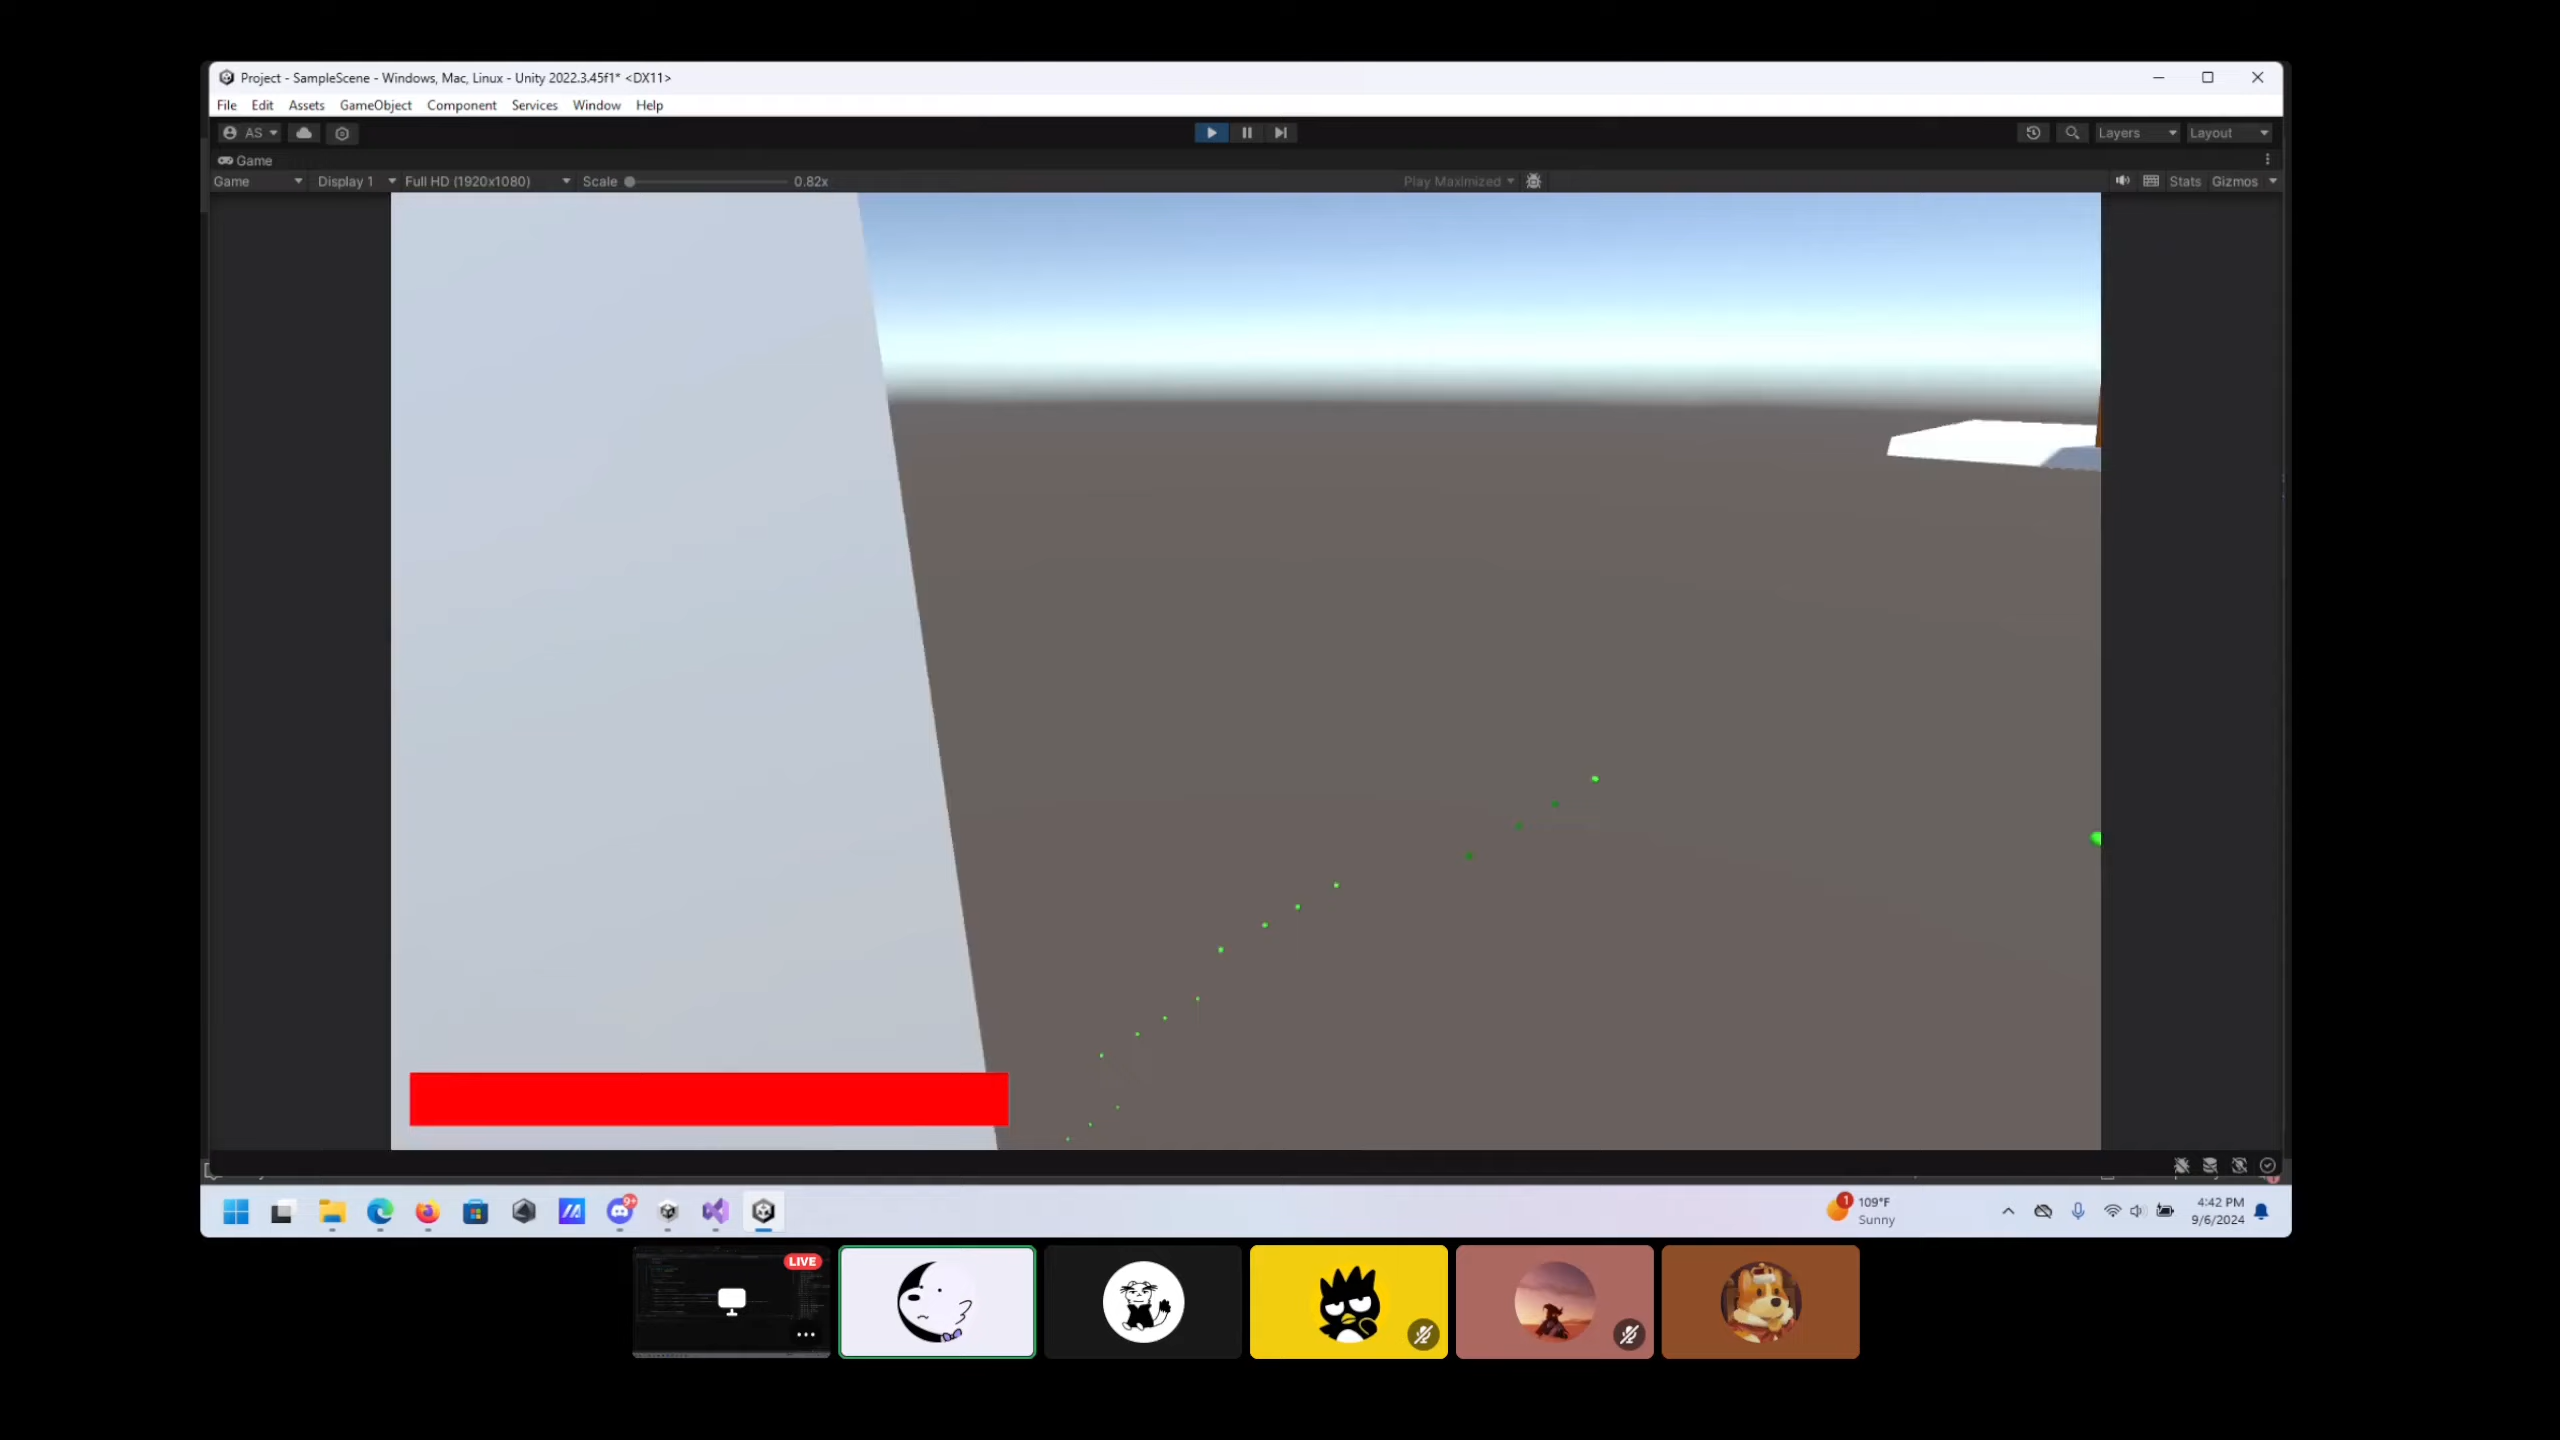 Project - SampleScene - Windows, Mac, Linux - Unity 2022.3.45f1* <DX11>
File Edit Assets GameObject Component Services Window Help
AS Layers Layout
Game
Game Display 1 Full HD (1920x1080) Scale 0.82x Play Maximized Stats Gizmos
9+
1
109°F
Sunny
4:42 PM
9/6/2024
LIVE